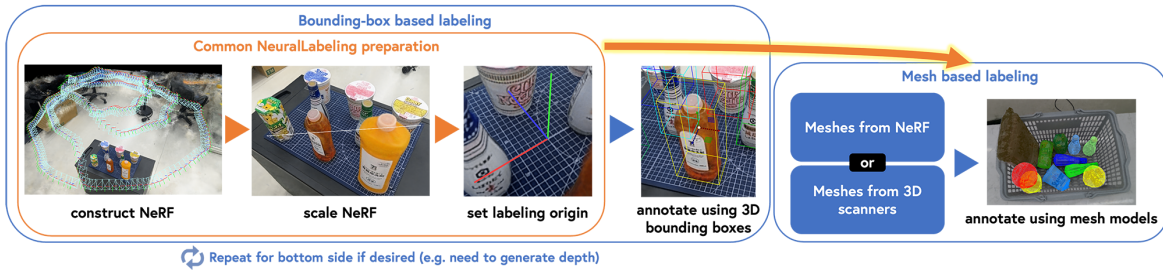 Bounding-box based labeling
Common NeuralLabeling preparation
construct NeRF
scale NeRF
set labeling origin
annotate using 3D
bounding boxes
Repeat for bottom side if desired (e.g. need to generate depth)
Mesh based labeling
Meshes from NeRF
or
Meshes from 3D
scanners
annotate using mesh models